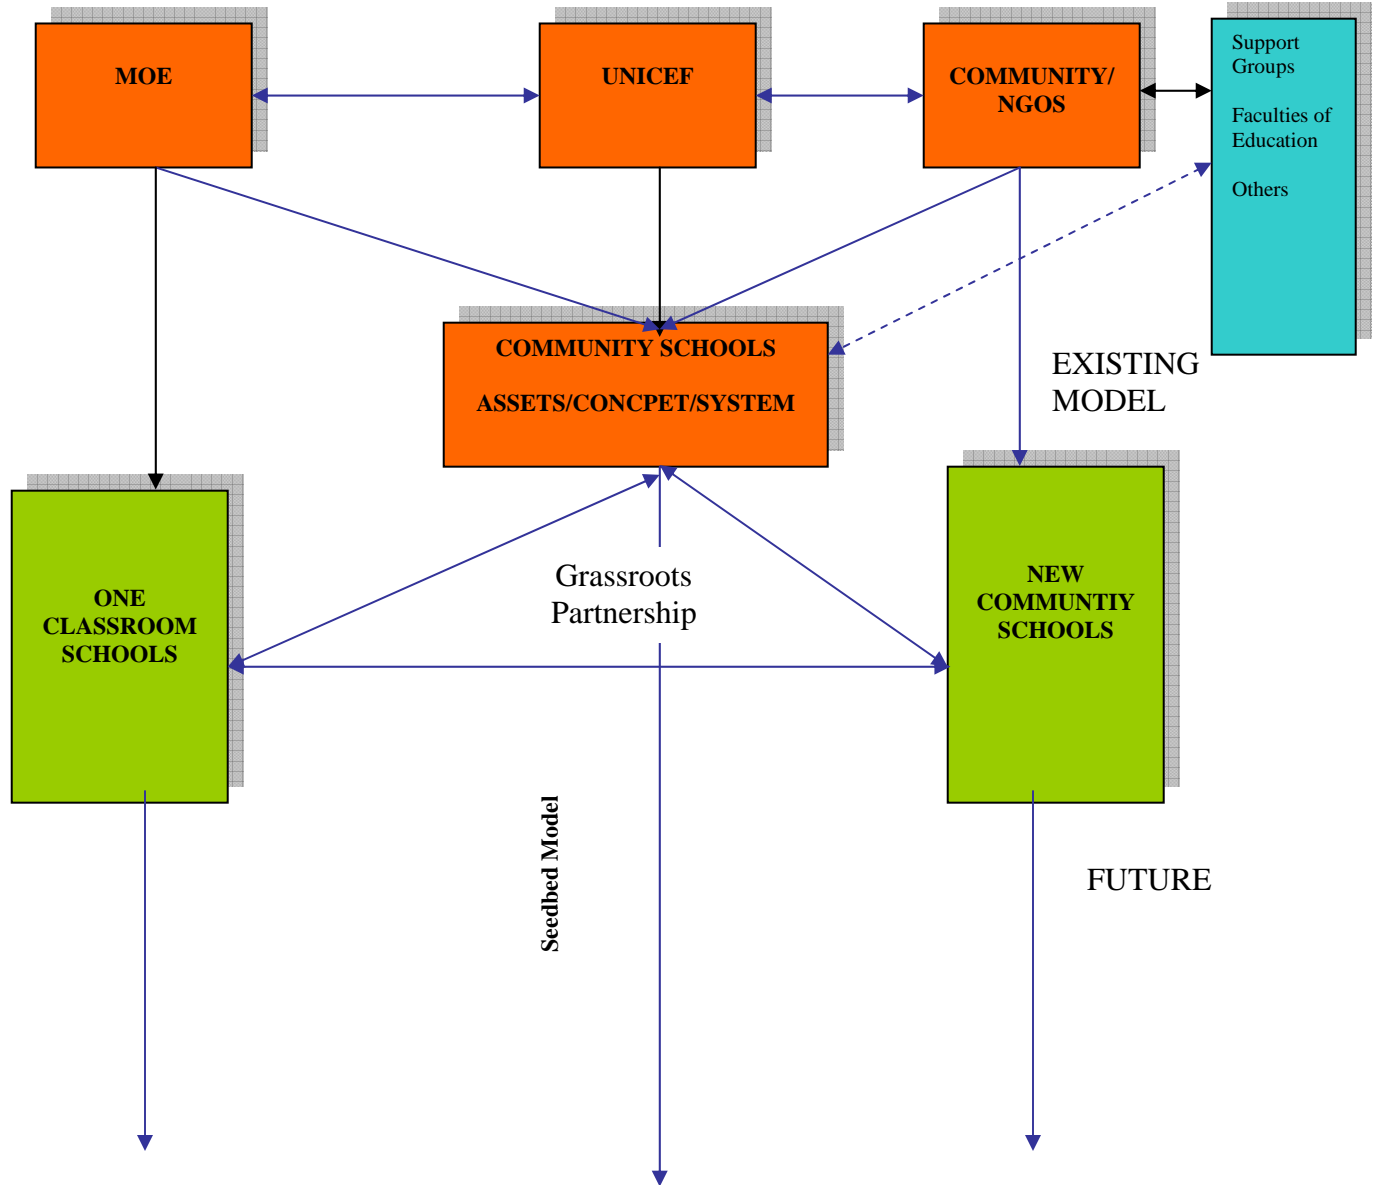 MOE
UNICEF
COMMUNITY/
NGOS
Support
Groups
Faculties of
Education
Others
COMMUNITY SCHOOLS
ASSETS/CONCPET/SYSTEM
EXISTING
MODEL
ONE
CLASSROOM
SCHOOLS
Grassroots
Partnership
NEW
COMMUNTIY
SCHOOLS
Seedbed Model
FUTURE